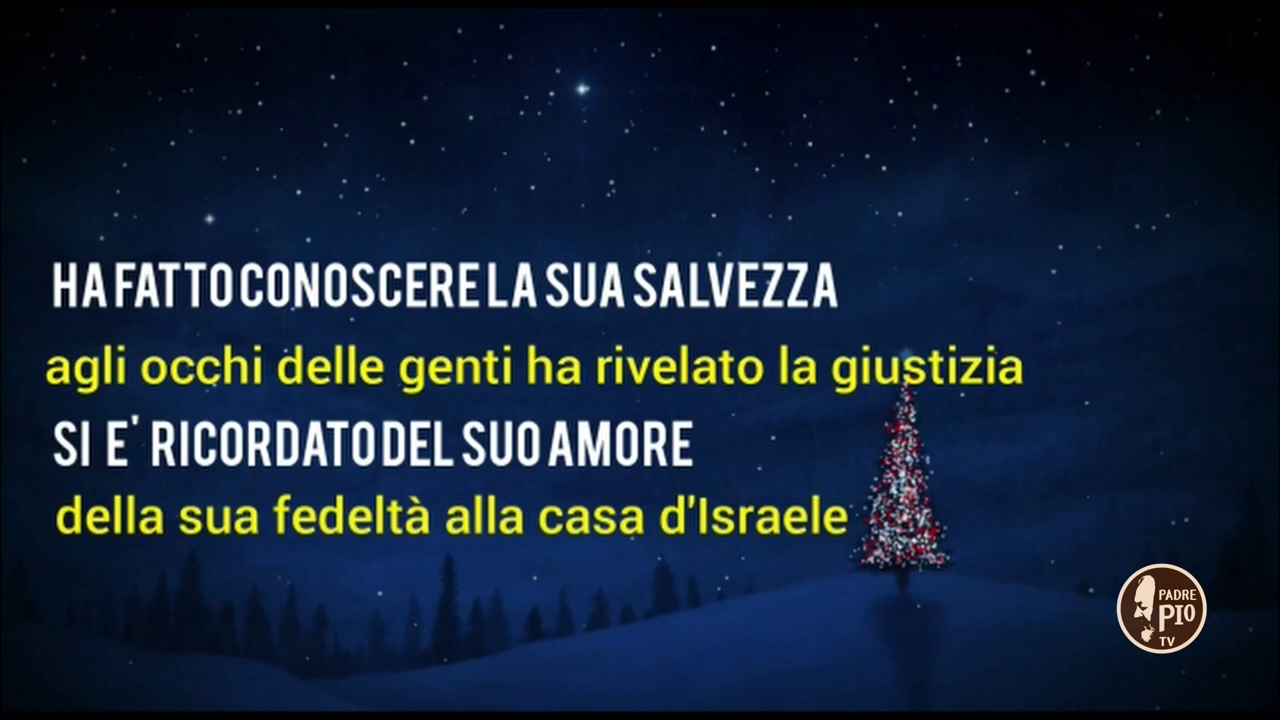 HA FATTO CONOSCERE LA SUA SALVEZZA
agli occhi delle genti ha rivelato la giustizia
SI E' RICORDATO DEL SUO AMORE
della sua fedeltà alla casa d'Israele
PADRE
PIO
TV